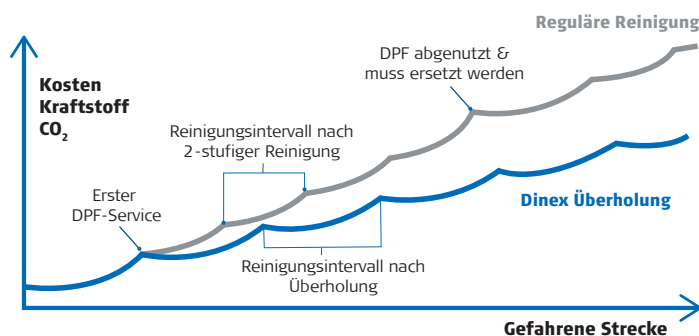 Reguläre Reinigung
DPF abgenutzt &
muss ersetzt werden
Kosten
Kraftstoff
CO₂
Reinigungsintervall nach
2-stufiger Reinigung
Erster
DPF-Service
Dinex Überholung
Reinigungsintervall nach
Überholung
Gefahrene Strecke